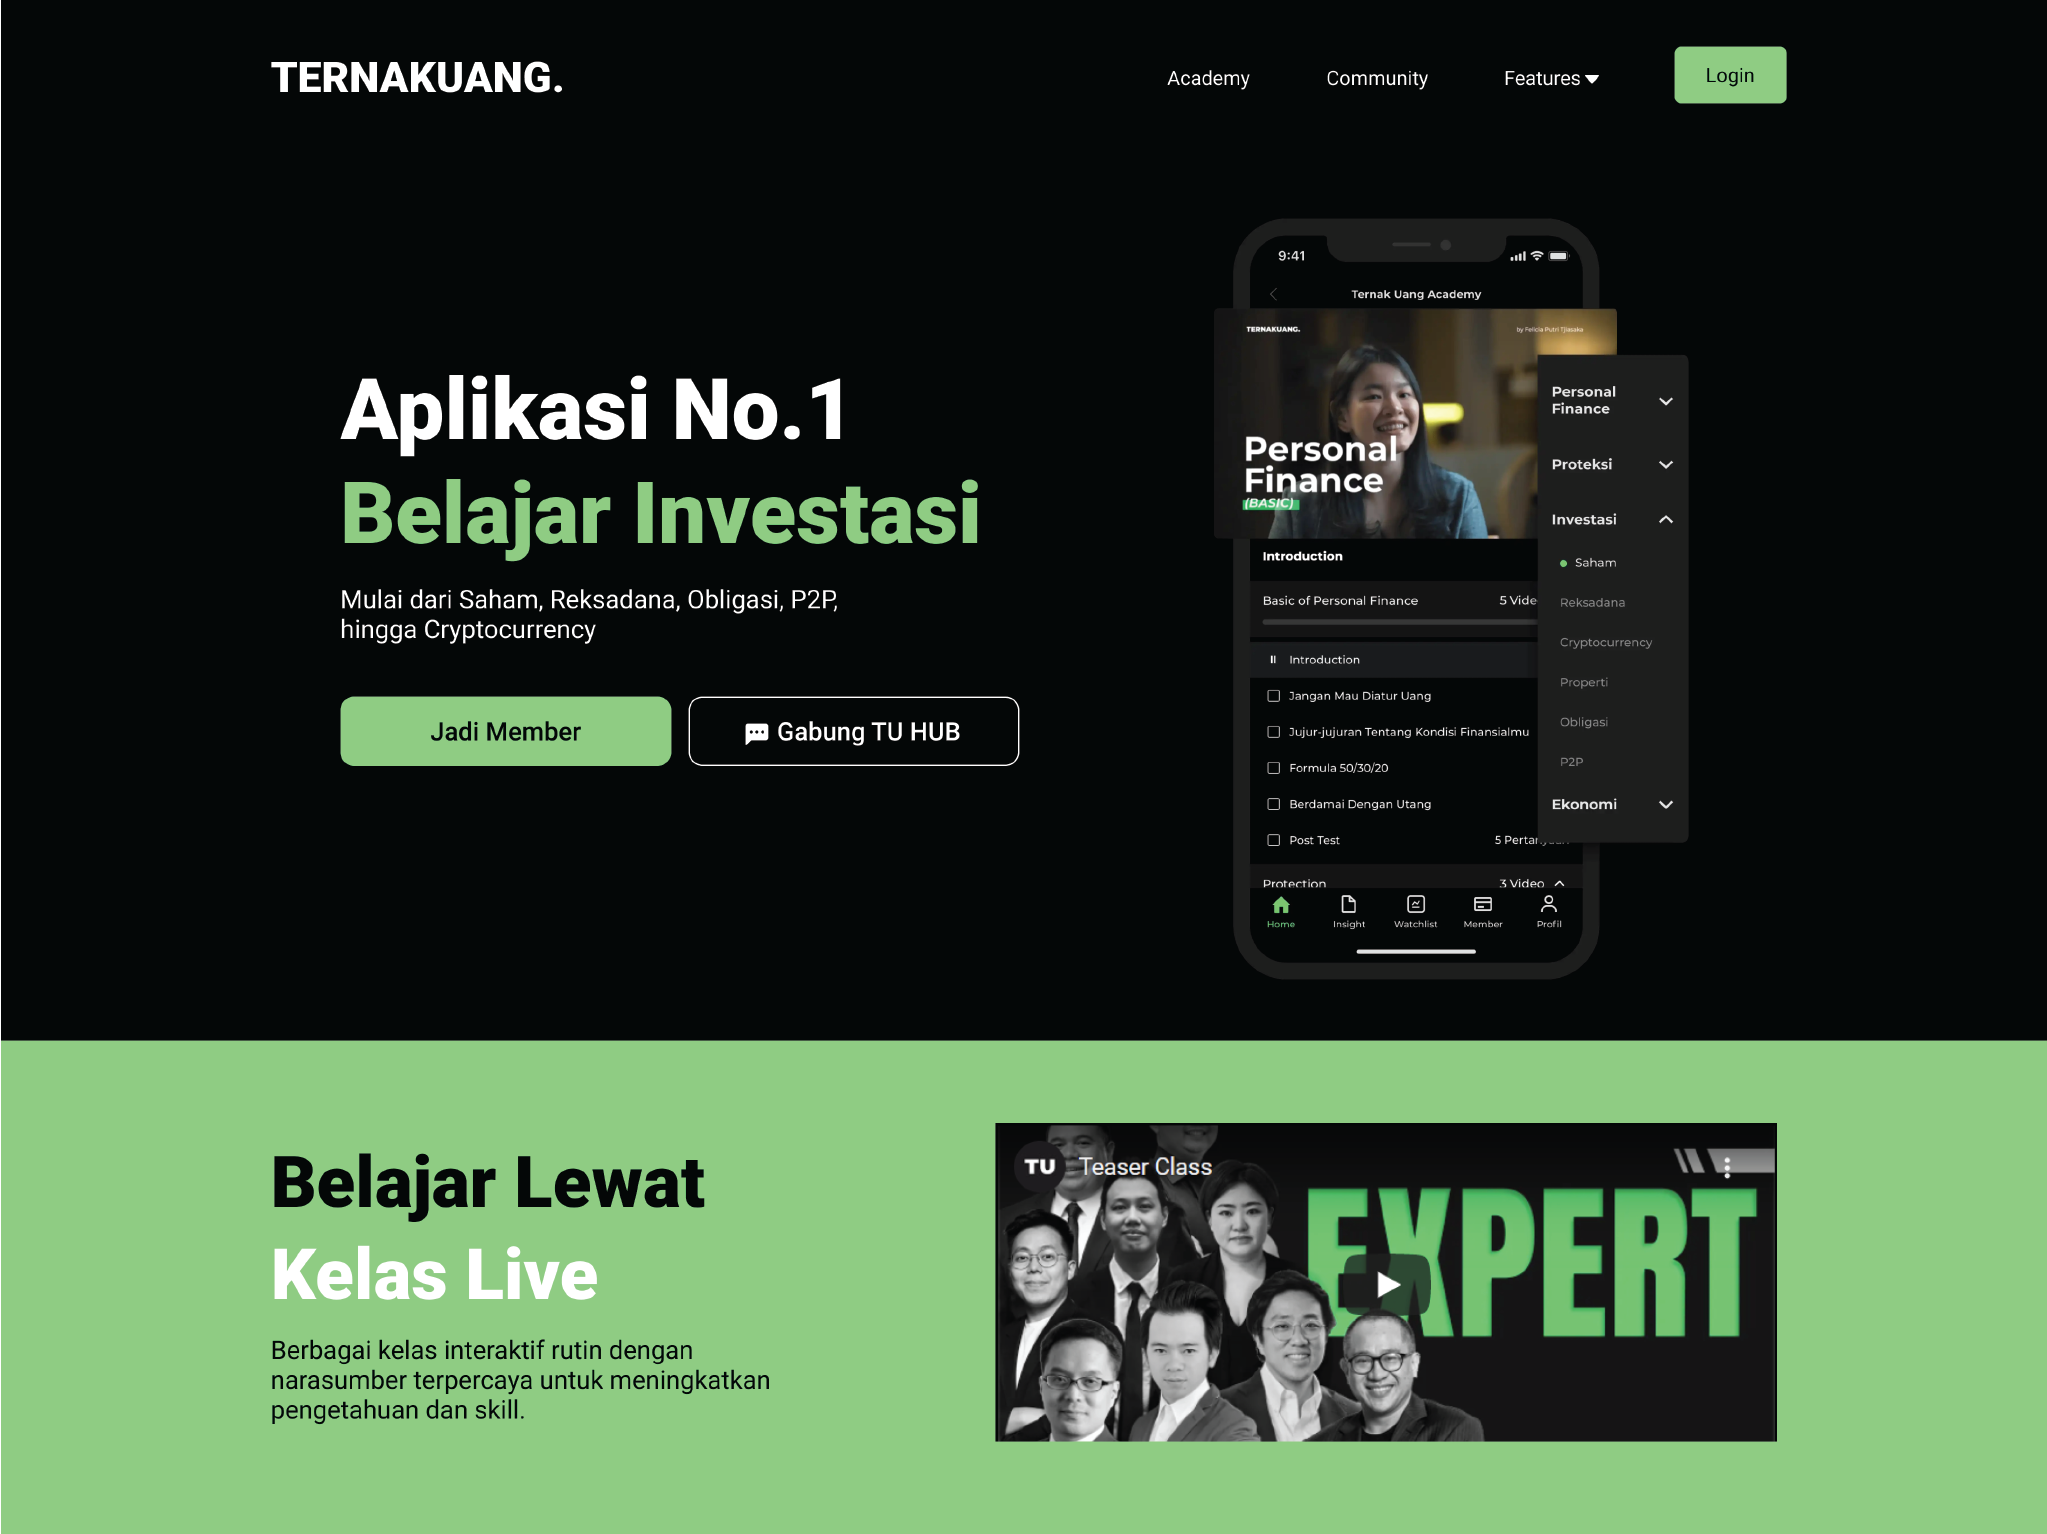 TERNAKUANG.
Academy
Community
Features
Login
Aplikasi No.1
Belajar Investasi
Mulai dari Saham, Reksadana, Obligasi, P2P,
hingga Cryptocurrency
Jadi Member
Gabung TU HUB
9:41
Ternak Uang Academy
TERNAKUANG.
by Felicia Putri Tjiasaka
Personal
Finance
(BASIC)
Introduction
Basic of Personal Finance
5 Vide
Introduction
Jangan Mau Diatur Uang
Jujur-jujuran Tentang Kondisi Finansialmu
Formula 50/30/20
Berdamai Dengan Utang
Post Test
5 Pertanyaan
Protection
3 Video
Home
Insight
Watchlist
Member
Profil
Personal
Finance
Proteksi
Investasi
Saham
Reksadana
Cryptocurrency
Properti
Obligasi
P2P
Ekonomi
Belajar Lewat
Kelas Live
Berbagai kelas interaktif rutin dengan
narasumber terpercaya untuk meningkatkan
pengetahuan dan skill.
TU
Teaser Class
EXPERT